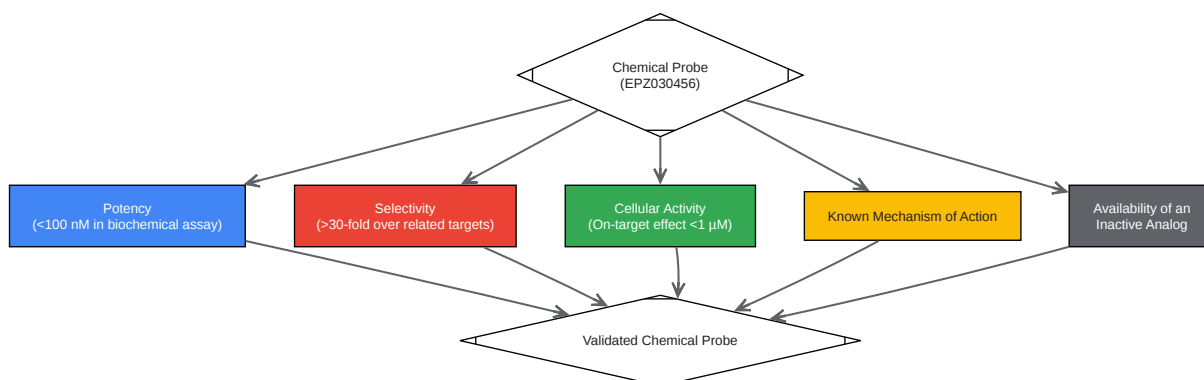 Chemical Probe
(EPZ030456)
Potency
(<100 nM in biochemical assay)
Selectivity
(>30-fold over related targets)
Cellular Activity
(On-target effect <1 µM)
Known Mechanism of Action
Availability of an
Inactive Analog
Validated Chemical Probe